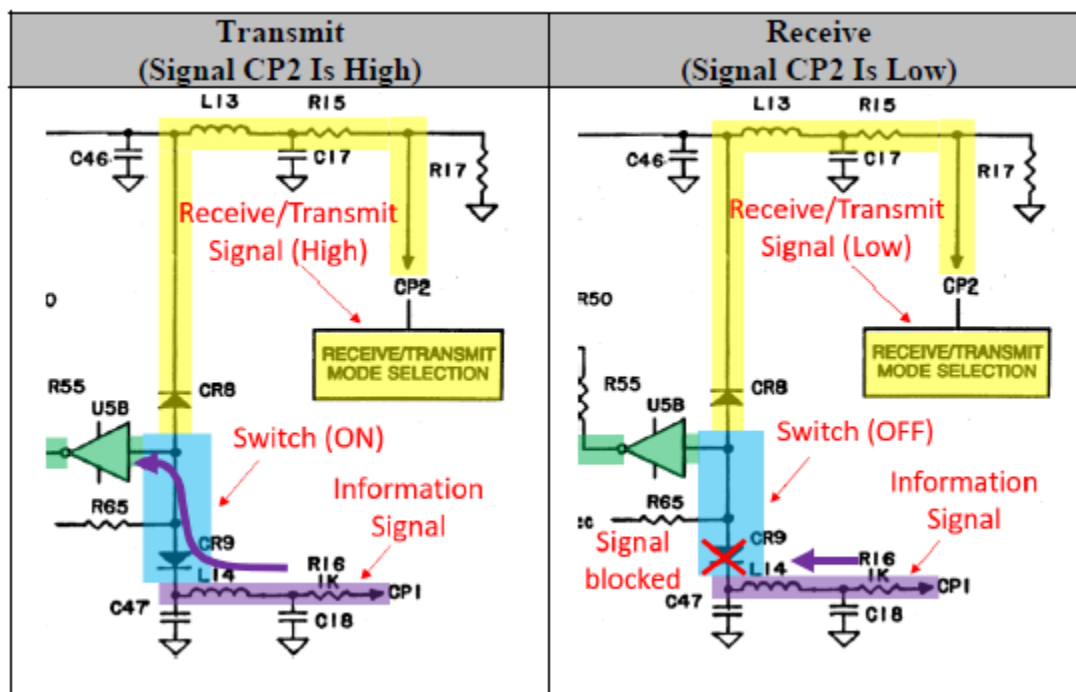 Transmit
(Signal CP2 Is High)
L13
R15
C46
C17
R17
Receive/Transmit
Signal (High)
CP2
O
RECEIVE/TRANSMIT
MODE SELECTION
R55
U5B
CR8
Switch (ON)
Information
Signal
R65
CR9
L14
R16
1K
CP1
C47
C18
Receive
(Signal CP2 Is Low)
L13
R15
C46
C17
R17
Receive/Transmit
Signal (Low)
CP2
R50
RECEIVE/TRANSMIT
MODE SELECTION
R55
U5B
CR8
Switch (OFF)
Information
Signal
R65
Signal
blocked
CR9
L14
R16
1K
CP1
C47
C18